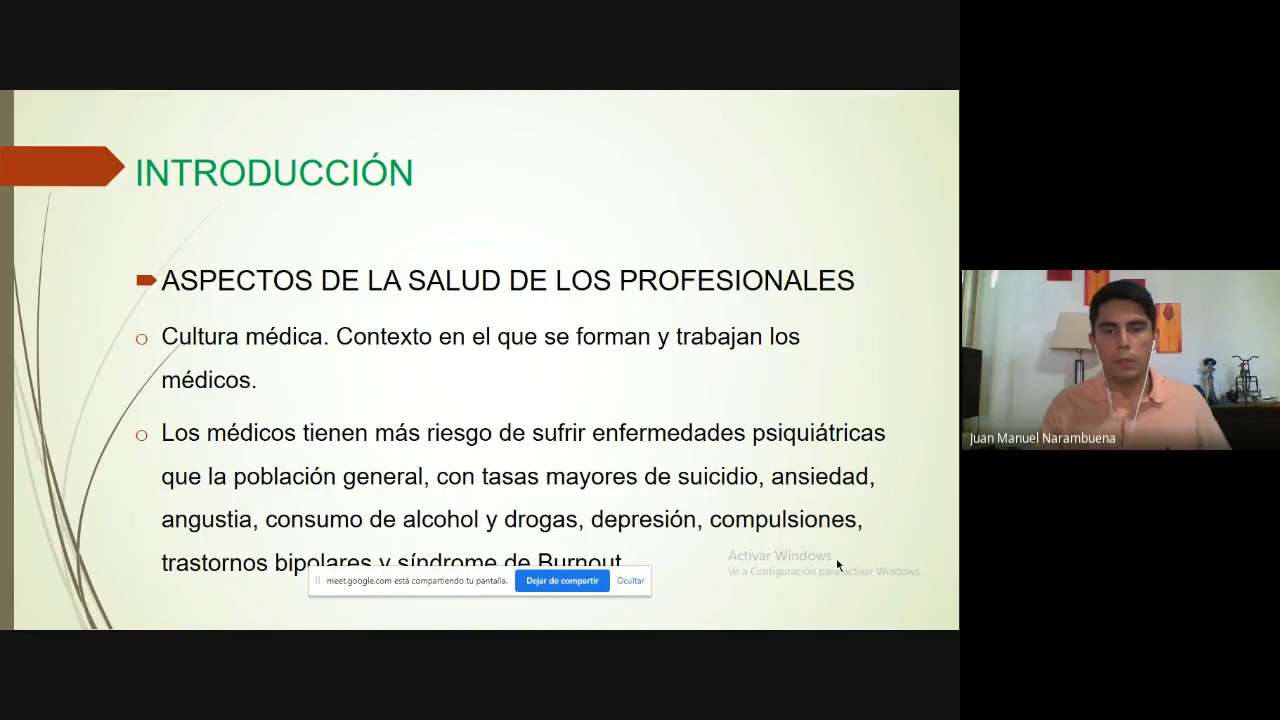 INTRODUCCIÓN
ASPECTOS DE LA SALUD DE LOS PROFESIONALES
Cultura médica. Contexto en el que se forman y trabajan los
médicos.
Los médicos tienen más riesgo de sufrir enfermedades psiquiátricas
que la población general, con tasas mayores de suicidio, ansiedad,
angustia, consumo de alcohol y drogas, depresión, compulsiones,
trastornos bipolares y síndrome de Burnout
Activar Windows
Ve a Configuración para activar Windows.
meet.google.com está compartiendo tu pantalla.
Dejar de compartir
Ocultar
Juan Manuel Narambuena